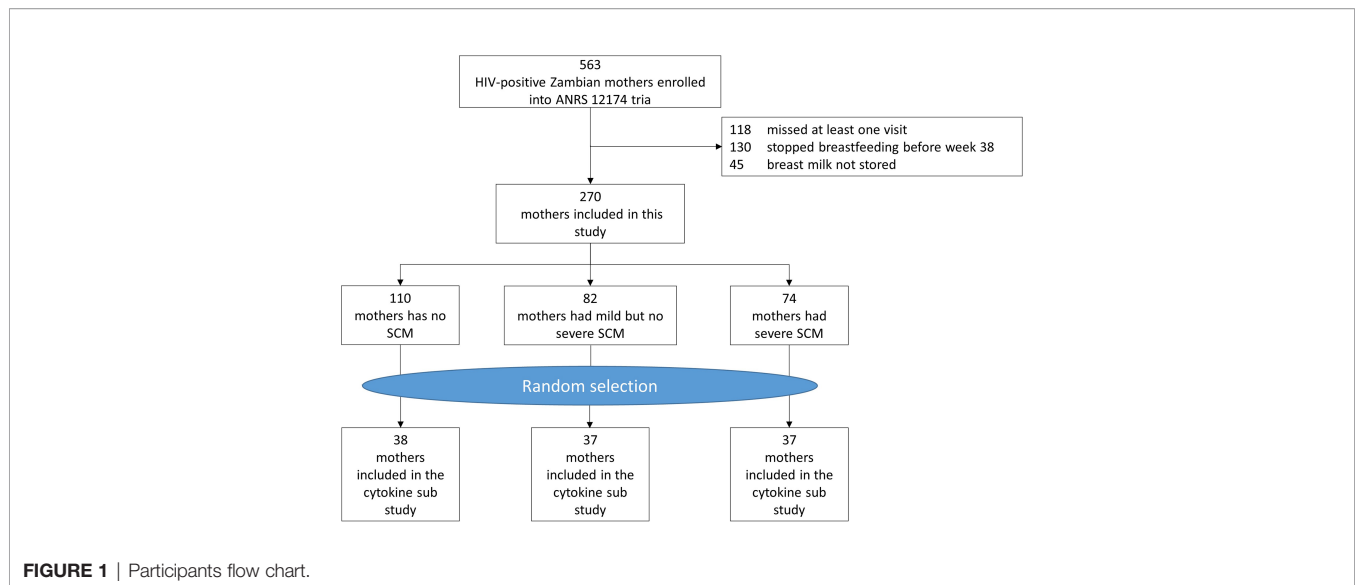 563
HIV-positive Zambian mothers enrolled
into ANRS 12174 tria
118 missed at least one visit
130 stopped breastfeeding before week 38
45 breast milk not stored
270
mothers included in this
study
110
mothers has no
SCM
82
mothers had mild but no
severe SCM
74
mothers had
severe SCM
Random selection
38
mothers
included in the
cytokine sub
study
37
mothers
included in the
cytokine sub
study
37
mothers
included in the
cytokine sub
study
FIGURE 1 | Participants flow chart.